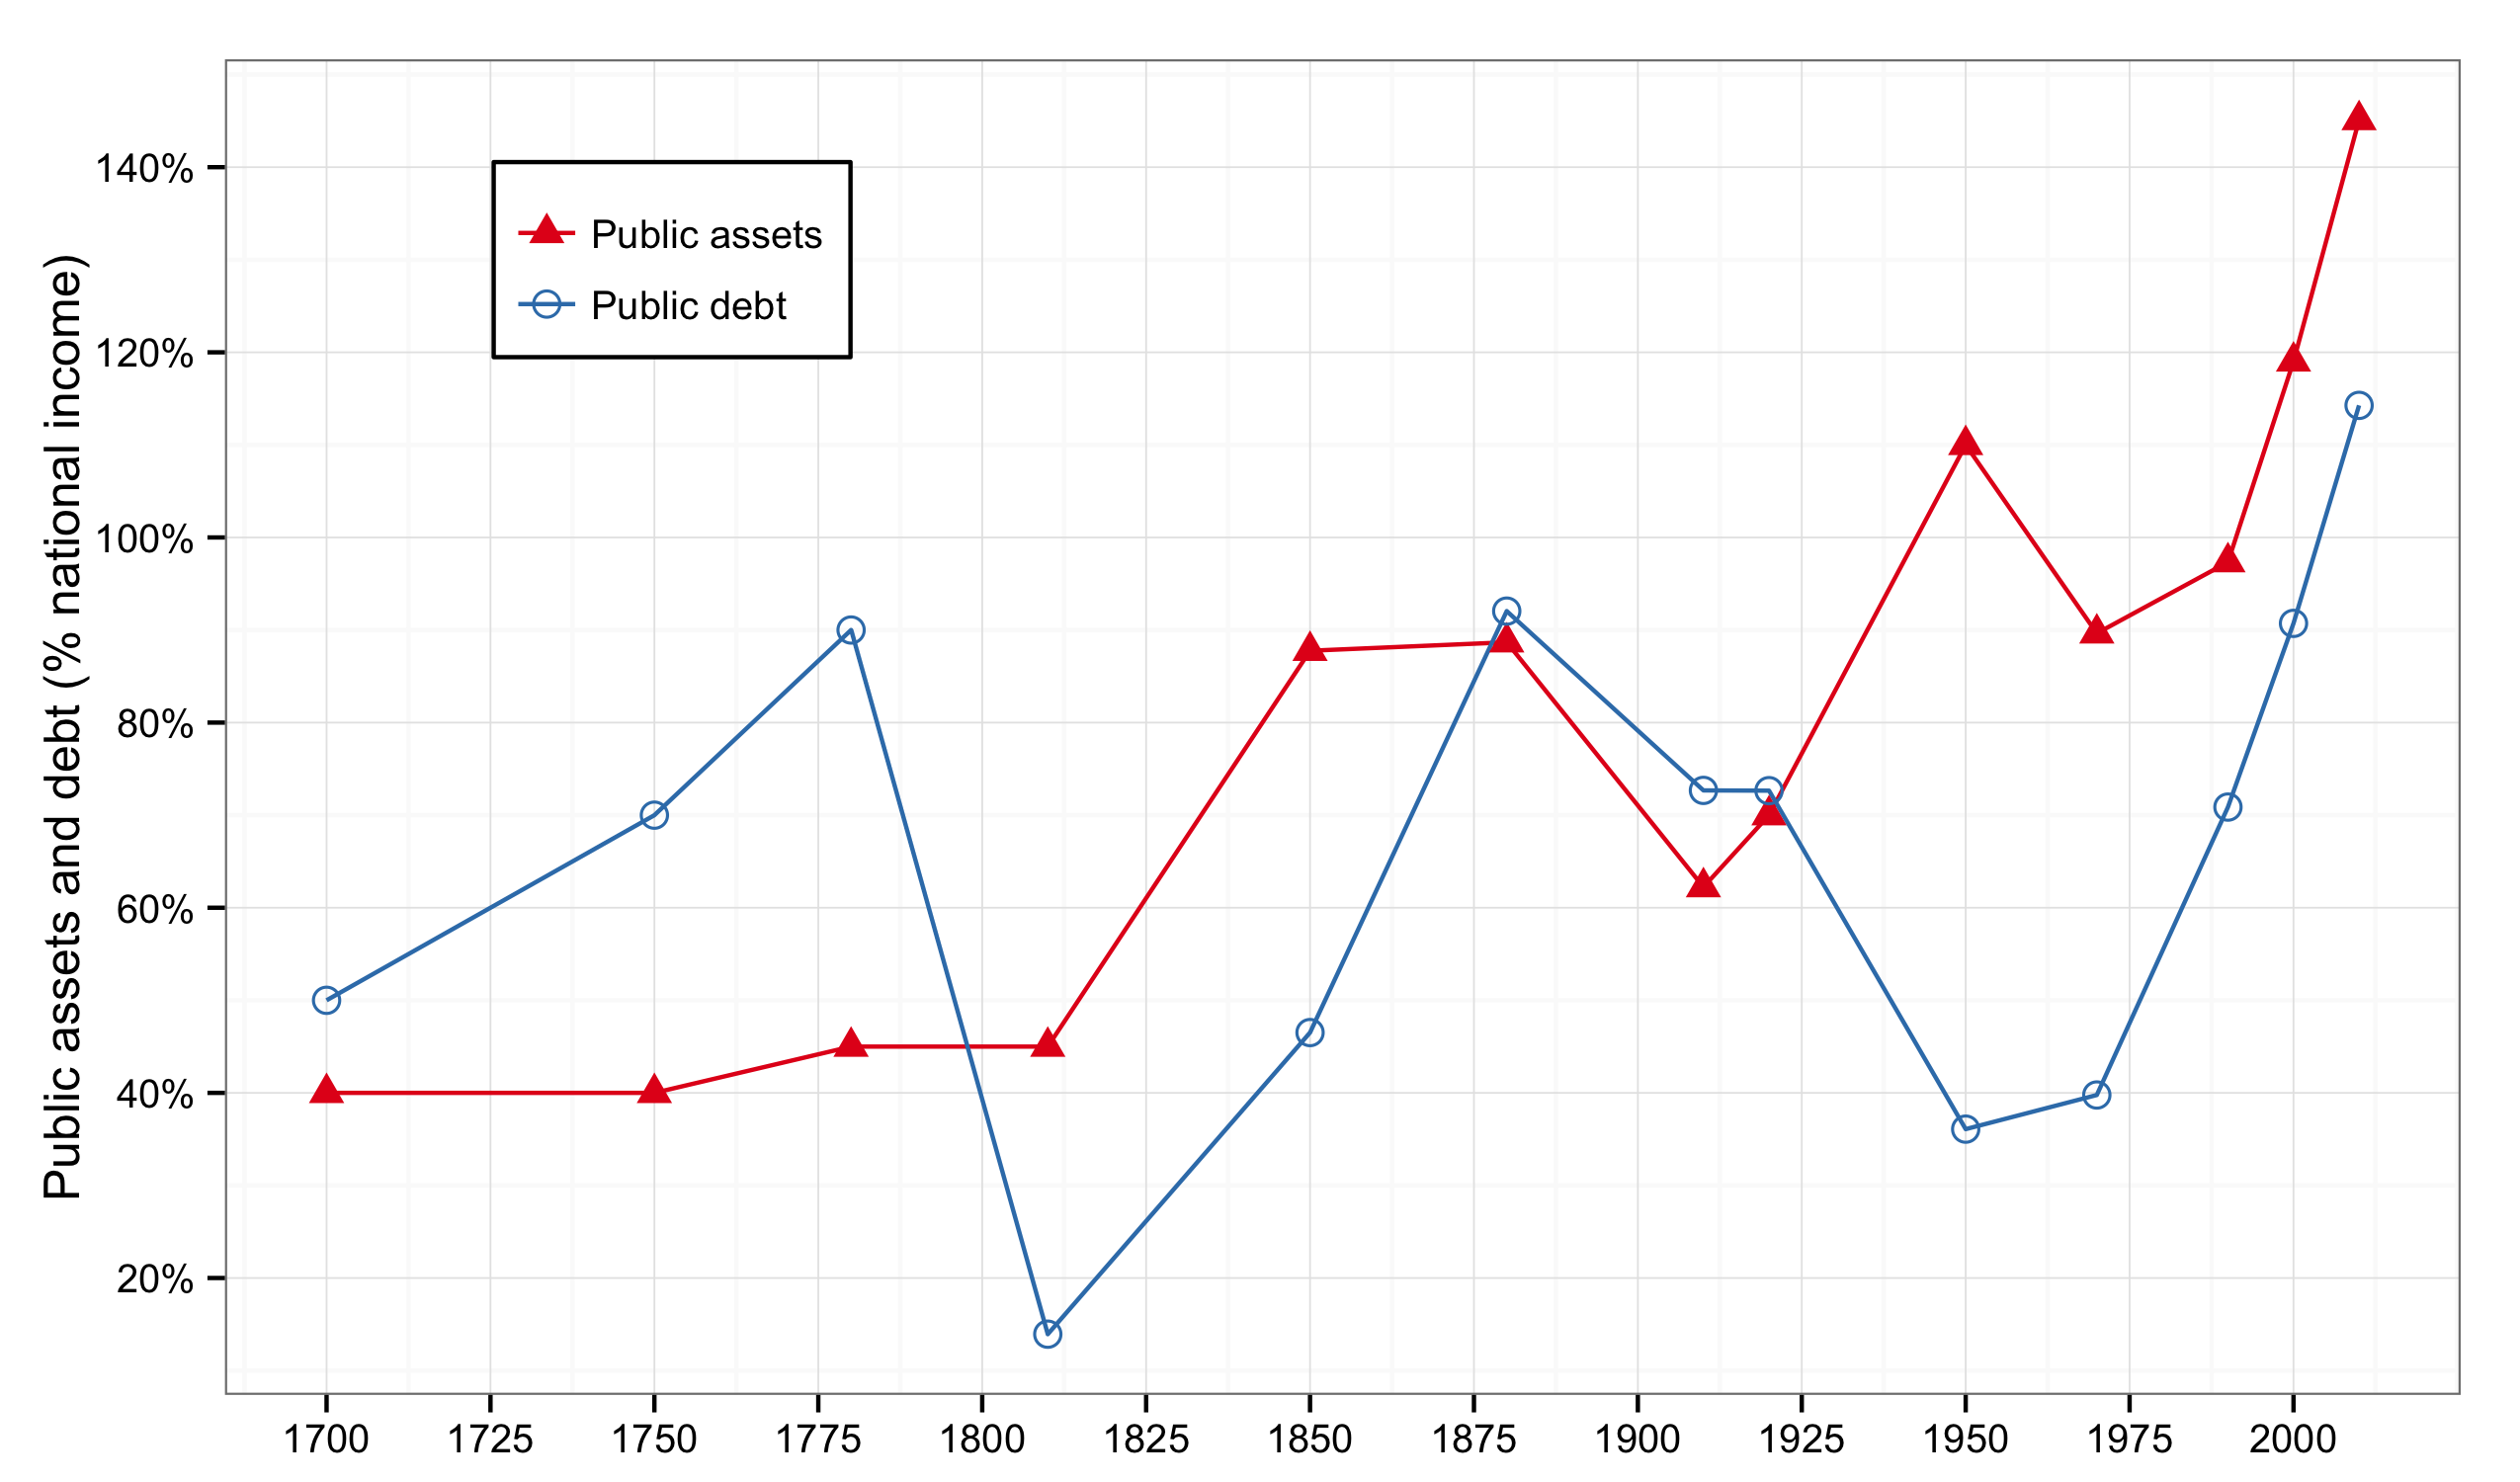 Public assets and debt (% national income)
140%
120%
100%
80%
60%
40%
20%
Public assets
Public debt
1700 1725 1750 1775 1800 1825 1850 1875 1900 1925 1950 1975 2000